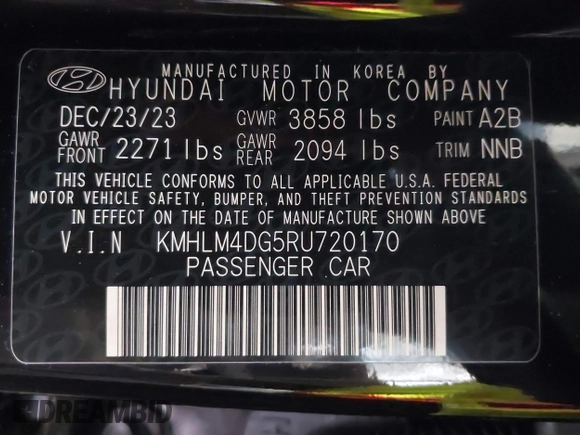 MANUFACTURED IN KOREA BY
HYUNDAI MOTOR COMPANY
DEC/23/23 GVWR 3858 lbs PAINT A2B
GAWR FRONT 2271 lbs GAWR REAR 2094 lbs TRIM NNB
THIS VEHICLE CONFORMS TO ALL APPLICABLE U.S.A. FEDERAL
MOTOR VEHICLE SAFETY, BUMPER, AND THEFT PREVENTION STANDARDS
IN EFFECT ON THE DATE OF MANUFACTURE SHOWN ABOVE
V.I.N KMHLM4DG5RU720170
PASSENGER CAR
DREAMBID